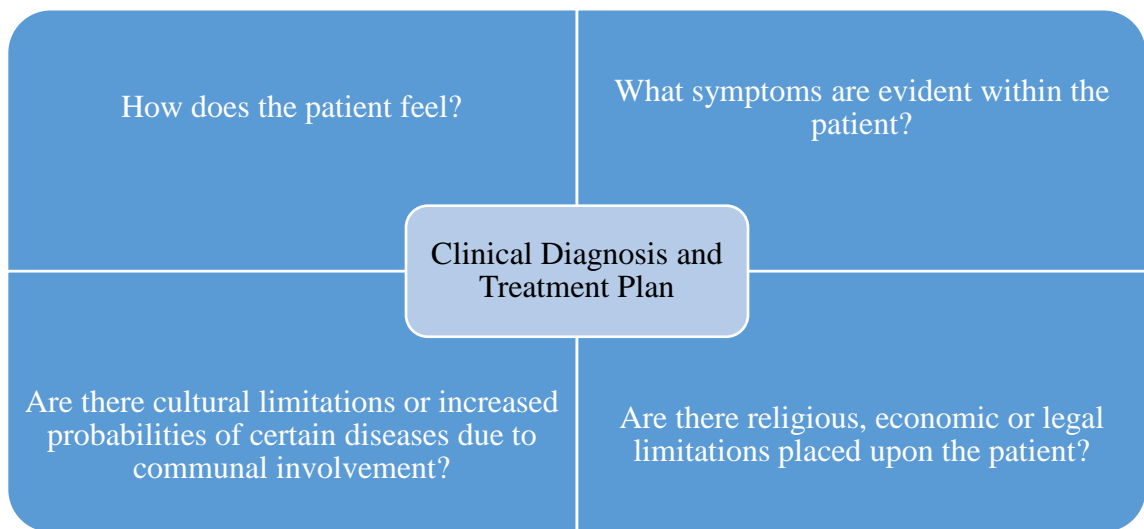 How does the patient feel?
What symptoms are evident within the
patient?
Clinical Diagnosis and
Treatment Plan
Are there cultural limitations or increased
probabilities of certain diseases due to
communal involvement?
Are there religious, economic or legal
limitations placed upon the patient?